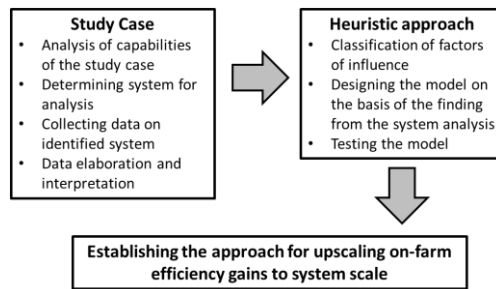 Study Case
• Analysis of capabilities
of the study case
• Determining system for
analysis
• Collecting data on
identified system
• Data elaboration and
interpretation
Heuristic approach
• Classification of factors
of influence
• Designing the model on
the basis of the finding
from the system analysis
• Testing the model
Establishing the approach for upscaling on-farm
efficiency gains to system scale